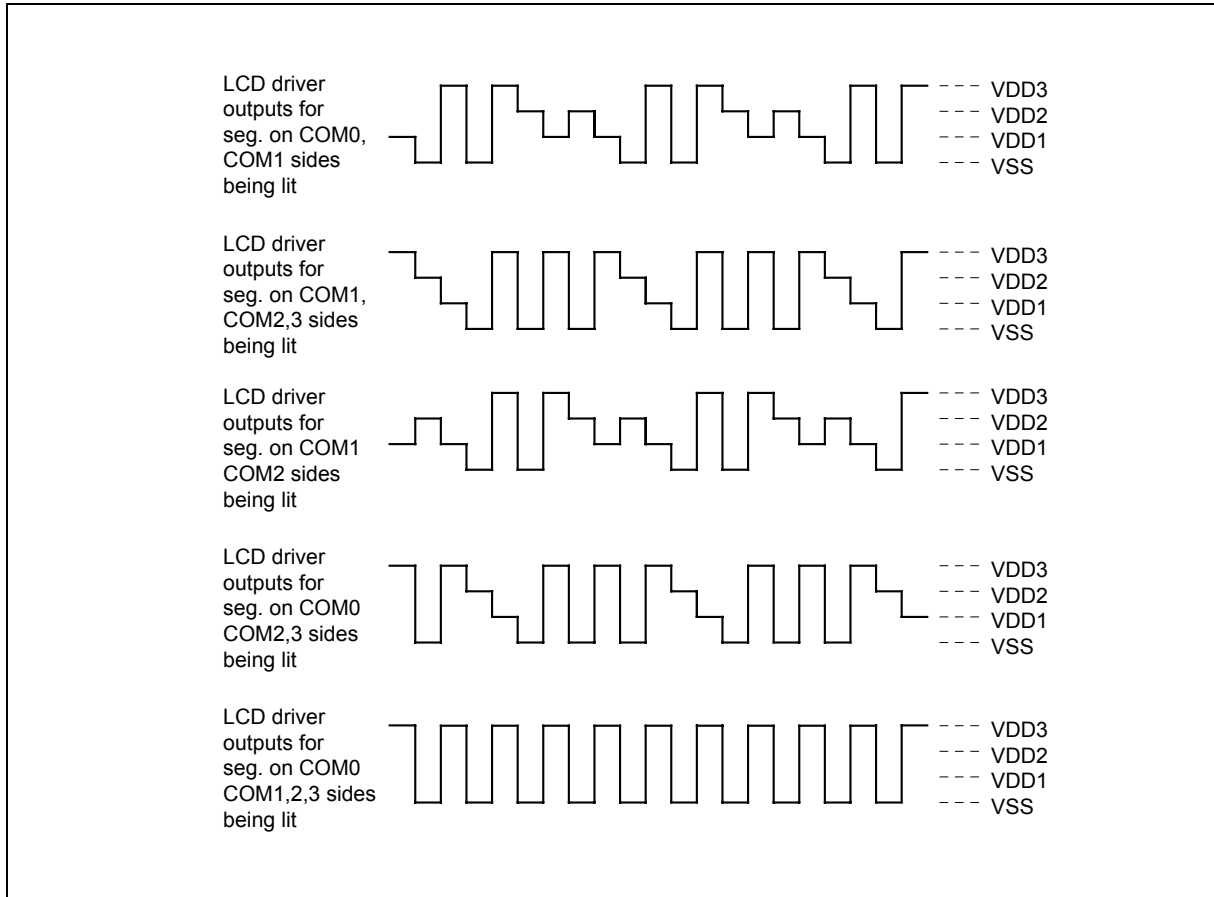 LCD driver
outputs for
seg. on COM0,
COM1 sides
being lit
VDD3
VDD2
VDD1
VSS
LCD driver
outputs for
seg. on COM1,
COM2,3 sides
being lit
VDD3
VDD2
VDD1
VSS
LCD driver
outputs for
seg. on COM1
COM2 sides
being lit
VDD3
VDD2
VDD1
VSS
LCD driver
outputs for
seg. on COM0
COM2,3 sides
being lit
VDD3
VDD2
VDD1
VSS
LCD driver
outputs for
seg. on COM0
COM1,2,3 sides
being lit
VDD3
VDD2
VDD1
VSS